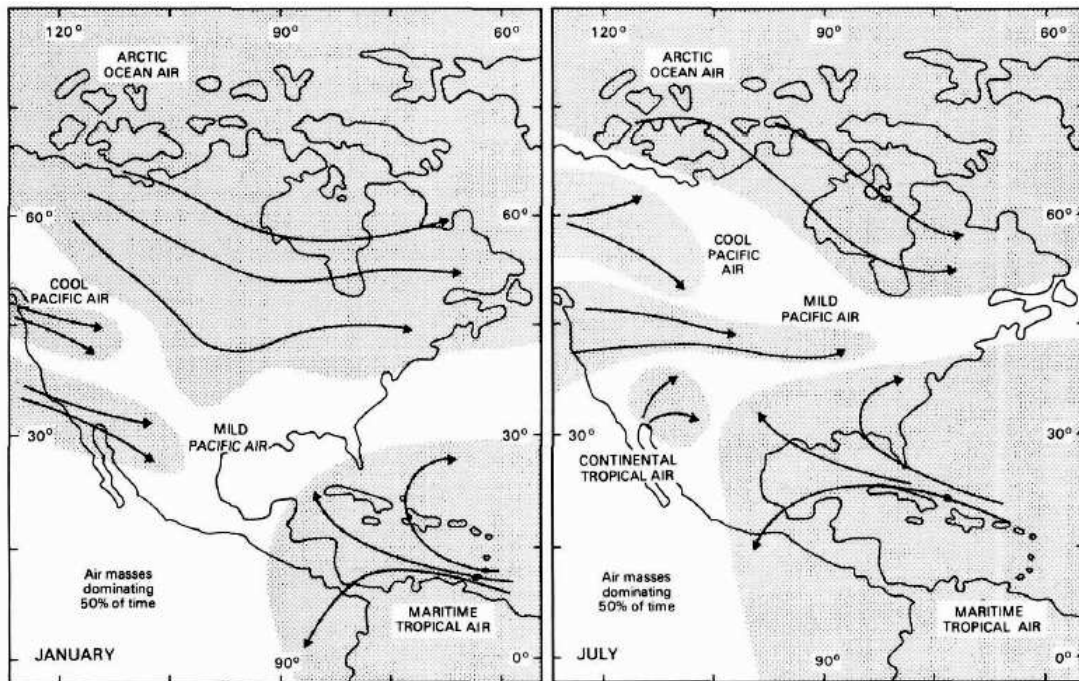 120°
90°
60°
ARCTIC
OCEAN AIR
60°
60°
COOL
PACIFIC AIR
30°
30°
MILD
PACIFIC AIR
Air masses
dominating
50% of time
MARITIME
TROPICAL AIR
JANUARY
90°
0°
120°
90°
60°
ARCTIC
OCEAN AIR
60°
60°
COOL
PACIFIC
AIR
MILD
PACIFIC AIR
30°
30°
CONTINENTAL
TROPICAL AIR
Air masses
dominating
50% of time
MARITIME
TROPICAL AIR
JULY
90°
0°